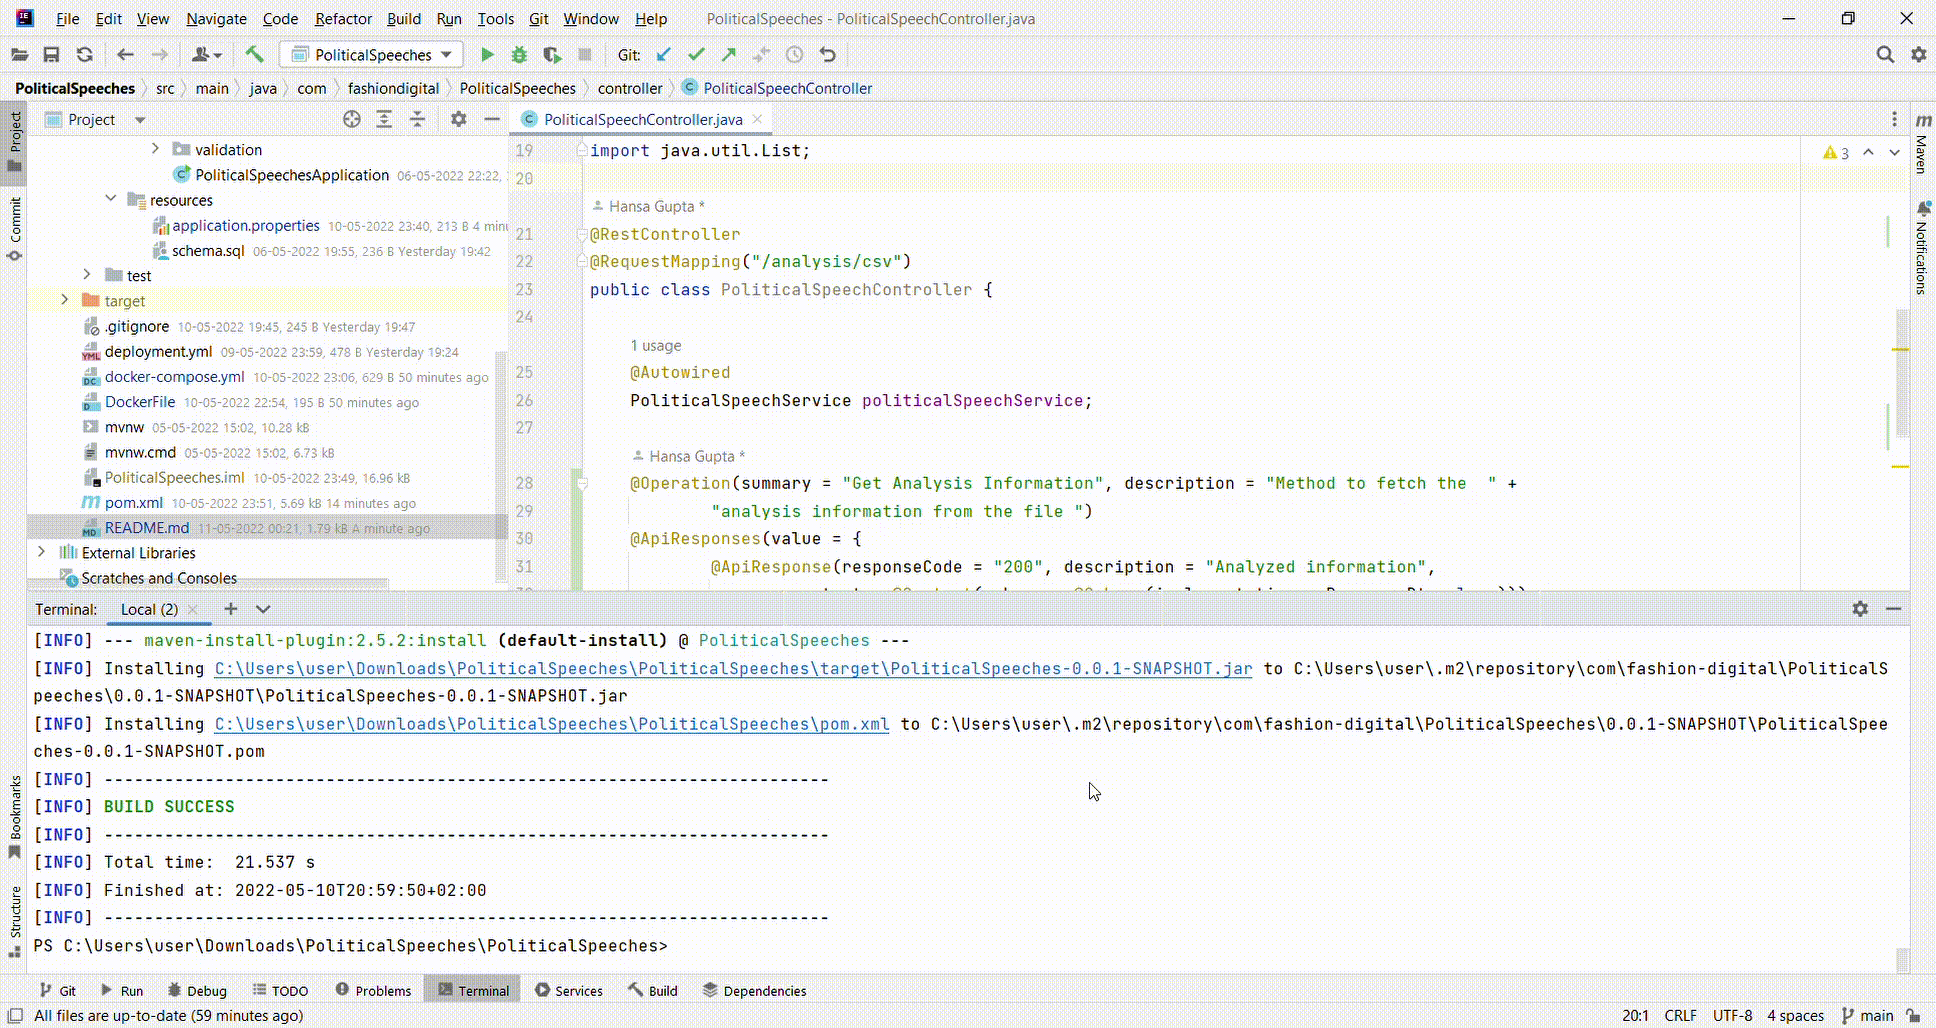 File Edit View Navigate Code Refactor Build Run Tools Git Window Help PoliticalSpeeches - PoliticalSpeechController.java
PoliticalSpeeches Git:
PoliticalSpeeches src main java com fashiondigital PoliticalSpeeches controller PoliticalSpeechController
Project
Commit
Bookmarks
Structure
Project
validation
PoliticalSpeechesApplication 06-05-2022 22:22,
resources
application.properties 10-05-2022 23:40, 213 B 4 minu
schema.sql 06-05-2022 19:55, 236 B Yesterday 19:42
test
target
.gitignore 10-05-2022 19:45, 245 B Yesterday 19:47
deployment.yml 09-05-2022 23:59, 478 B Yesterday 19:24
docker-compose.yml 10-05-2022 23:06, 629 B 50 minutes ago
DockerFile 10-05-2022 22:54, 195 B 50 minutes ago
mvnw 05-05-2022 15:02, 10.28 kB
mvnw.cmd 05-05-2022 15:02, 6.73 kB
PoliticalSpeeches.iml 10-05-2022 23:49, 16.96 kB
pom.xml 10-05-2022 23:51, 5.69 kB 14 minutes ago
README.md 11-05-2022 00:21, 1.79 kB A minute ago
External Libraries
Scratches and Consoles
PoliticalSpeechController.java
3
19 import java.util.List;
20
Hansa Gupta *
21 @RestController
22 @RequestMapping("/analysis/csv")
23 public class PoliticalSpeechController {
24
1 usage
25 @Autowired
26 PoliticalSpeechService politicalSpeechService;
27
Hansa Gupta *
28 @Operation(summary = "Get Analysis Information", description = "Method to fetch the  " +
29 "analysis information from the file ")
30 @ApiResponses(value = {
31 @ApiResponse(responseCode = "200", description = "Analyzed information",
m Maven
Notifications
Terminal: Local (2)
[INFO] --- maven-install-plugin:2.5.2:install (default-install) @ PoliticalSpeeches ---
[INFO] Installing C:\Users\user\Downloads\PoliticalSpeeches\PoliticalSpeeches\target\PoliticalSpeeches-0.0.1-SNAPSHOT.jar to C:\Users\user\.m2\repository\com\fashion-digital\PoliticalS
peeches\0.0.1-SNAPSHOT\PoliticalSpeeches-0.0.1-SNAPSHOT.jar
[INFO] Installing C:\Users\user\Downloads\PoliticalSpeeches\PoliticalSpeeches\pom.xml to C:\Users\user\.m2\repository\com\fashion-digital\PoliticalSpeeches\0.0.1-SNAPSHOT\PoliticalSpee
ches-0.0.1-SNAPSHOT.pom
[INFO] ------------------------------------------------------------------------
[INFO] BUILD SUCCESS
[INFO] ------------------------------------------------------------------------
[INFO] Total time:  21.537 s
[INFO] Finished at: 2022-05-10T20:59:50+02:00
[INFO] ------------------------------------------------------------------------
PS C:\Users\user\Downloads\PoliticalSpeeches\PoliticalSpeeches>
Git Run Debug TODO Problems Terminal Services Build Dependencies
All files are up-to-date (59 minutes ago) 20:1 CRLF UTF-8 4 spaces main